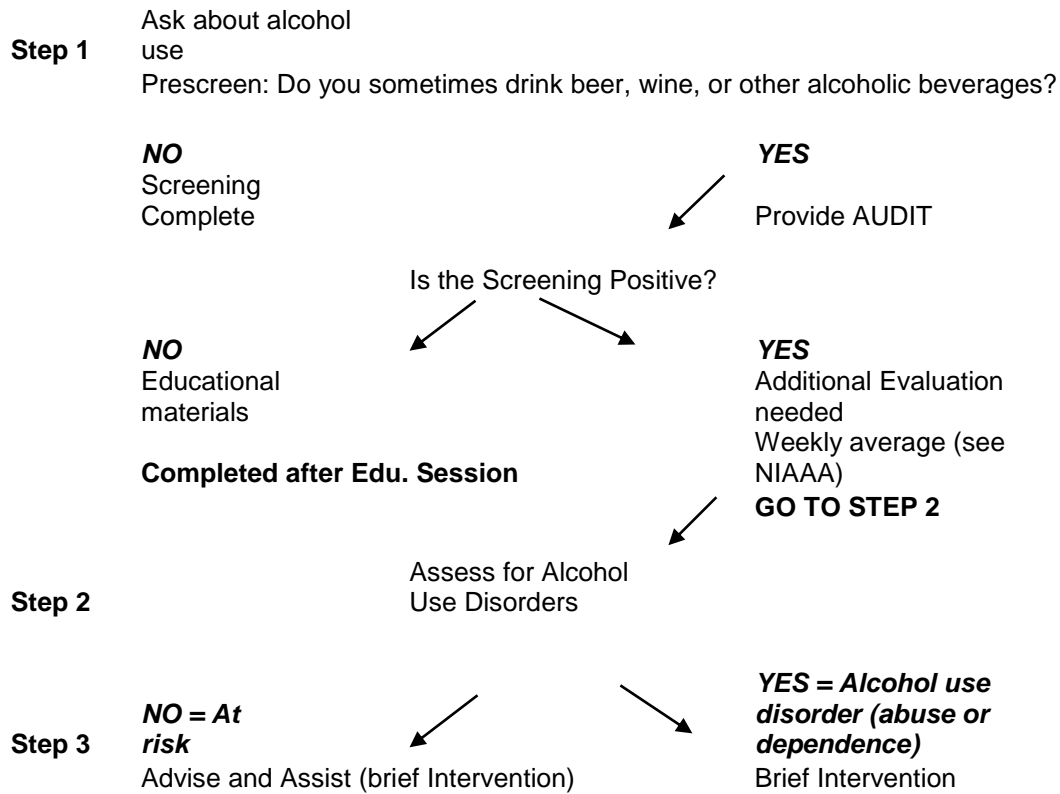 Ask about alcohol
Step 1 use
Prescreen: Do you sometimes drink beer, wine, or other alcoholic beverages?
NO YES
Screening
Complete Provide AUDIT
Is the Screening Positive?
NO YES
Educational Additional Evaluation
materials needed
Weekly average (see
Completed after Edu. Session NIAAA)
GO TO STEP 2
Assess for Alcohol
Step 2 Use Disorders
YES = Alcohol use
NO = At disorder (abuse or
Step 3 risk dependence)
Advise and Assist (brief Intervention) Brief Intervention